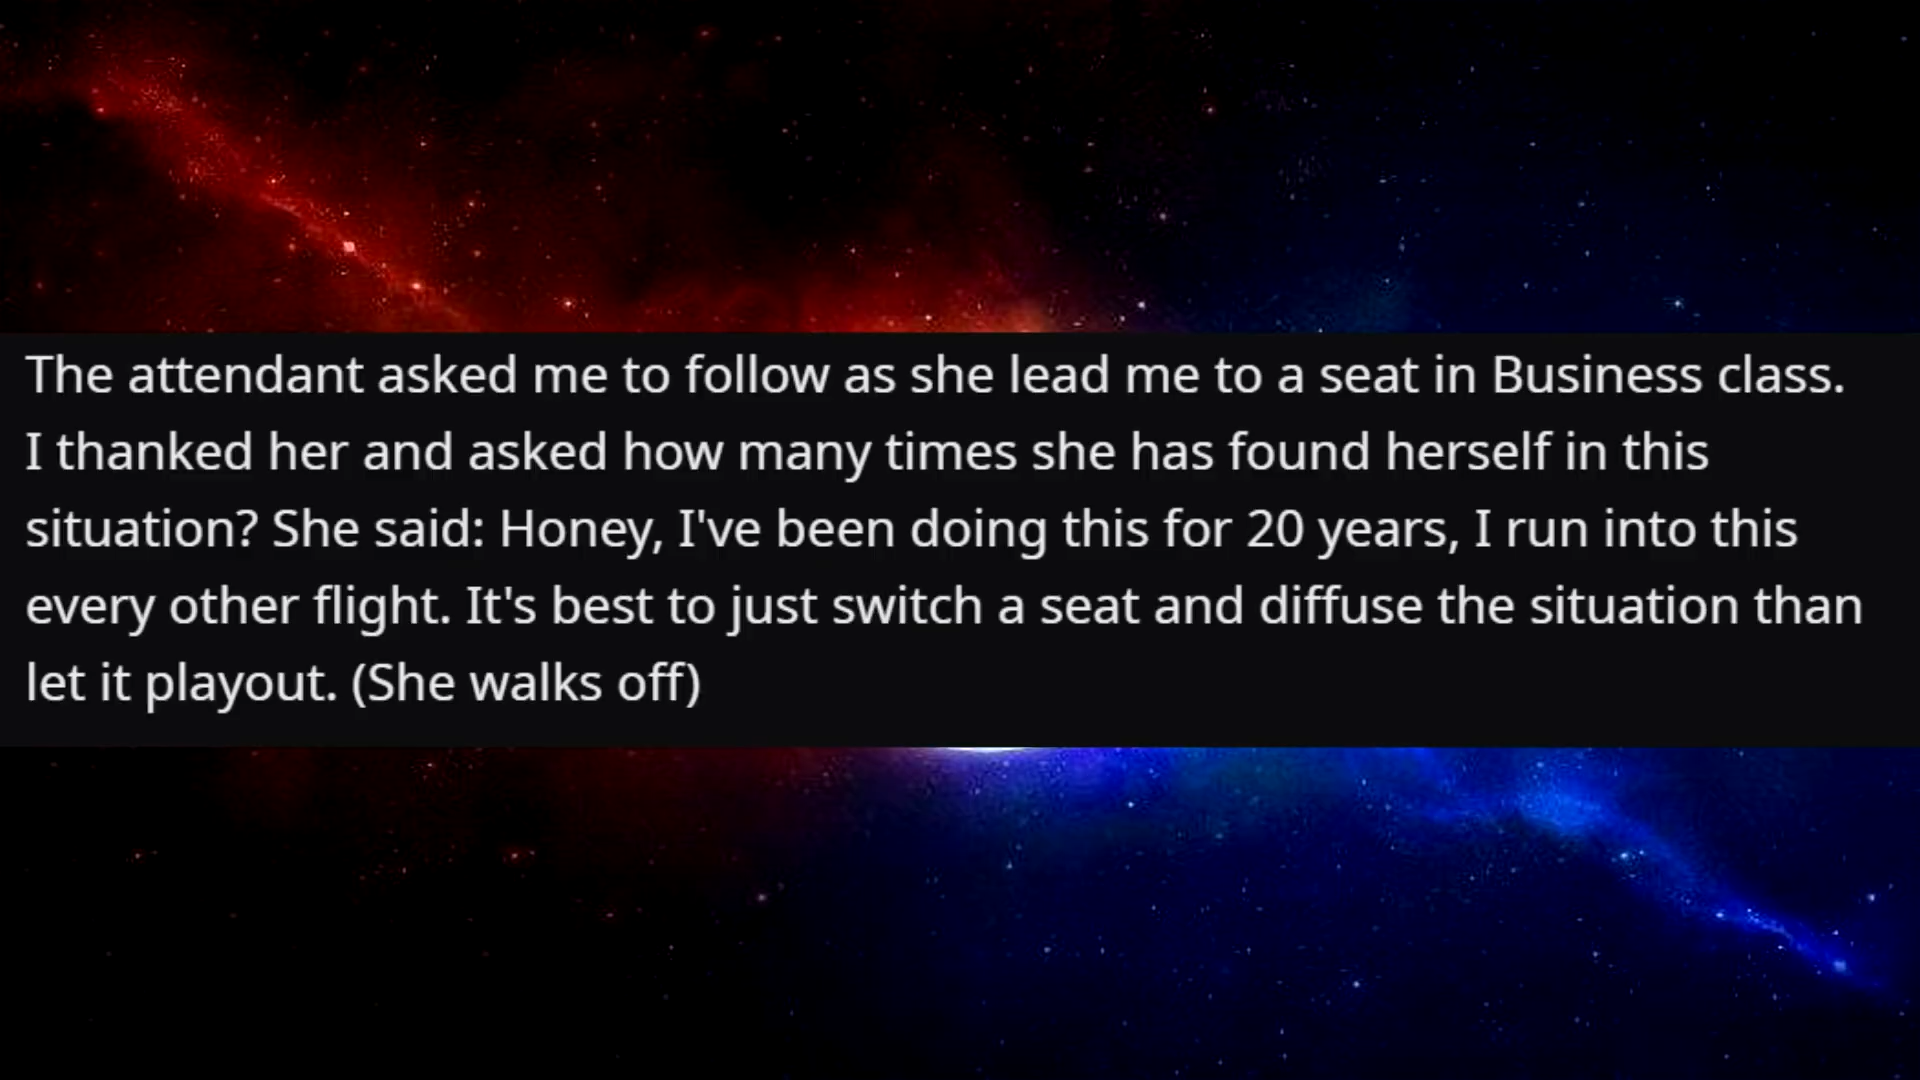 The attendant asked me to follow as she lead me to a seat in Business class.
I thanked her and asked how many times she has found herself in this
situation? She said: Honey, I've been doing this for 20 years, I run into this
every other flight. It's best to just switch a seat and diffuse the situation than
let it playout. (She walks off)